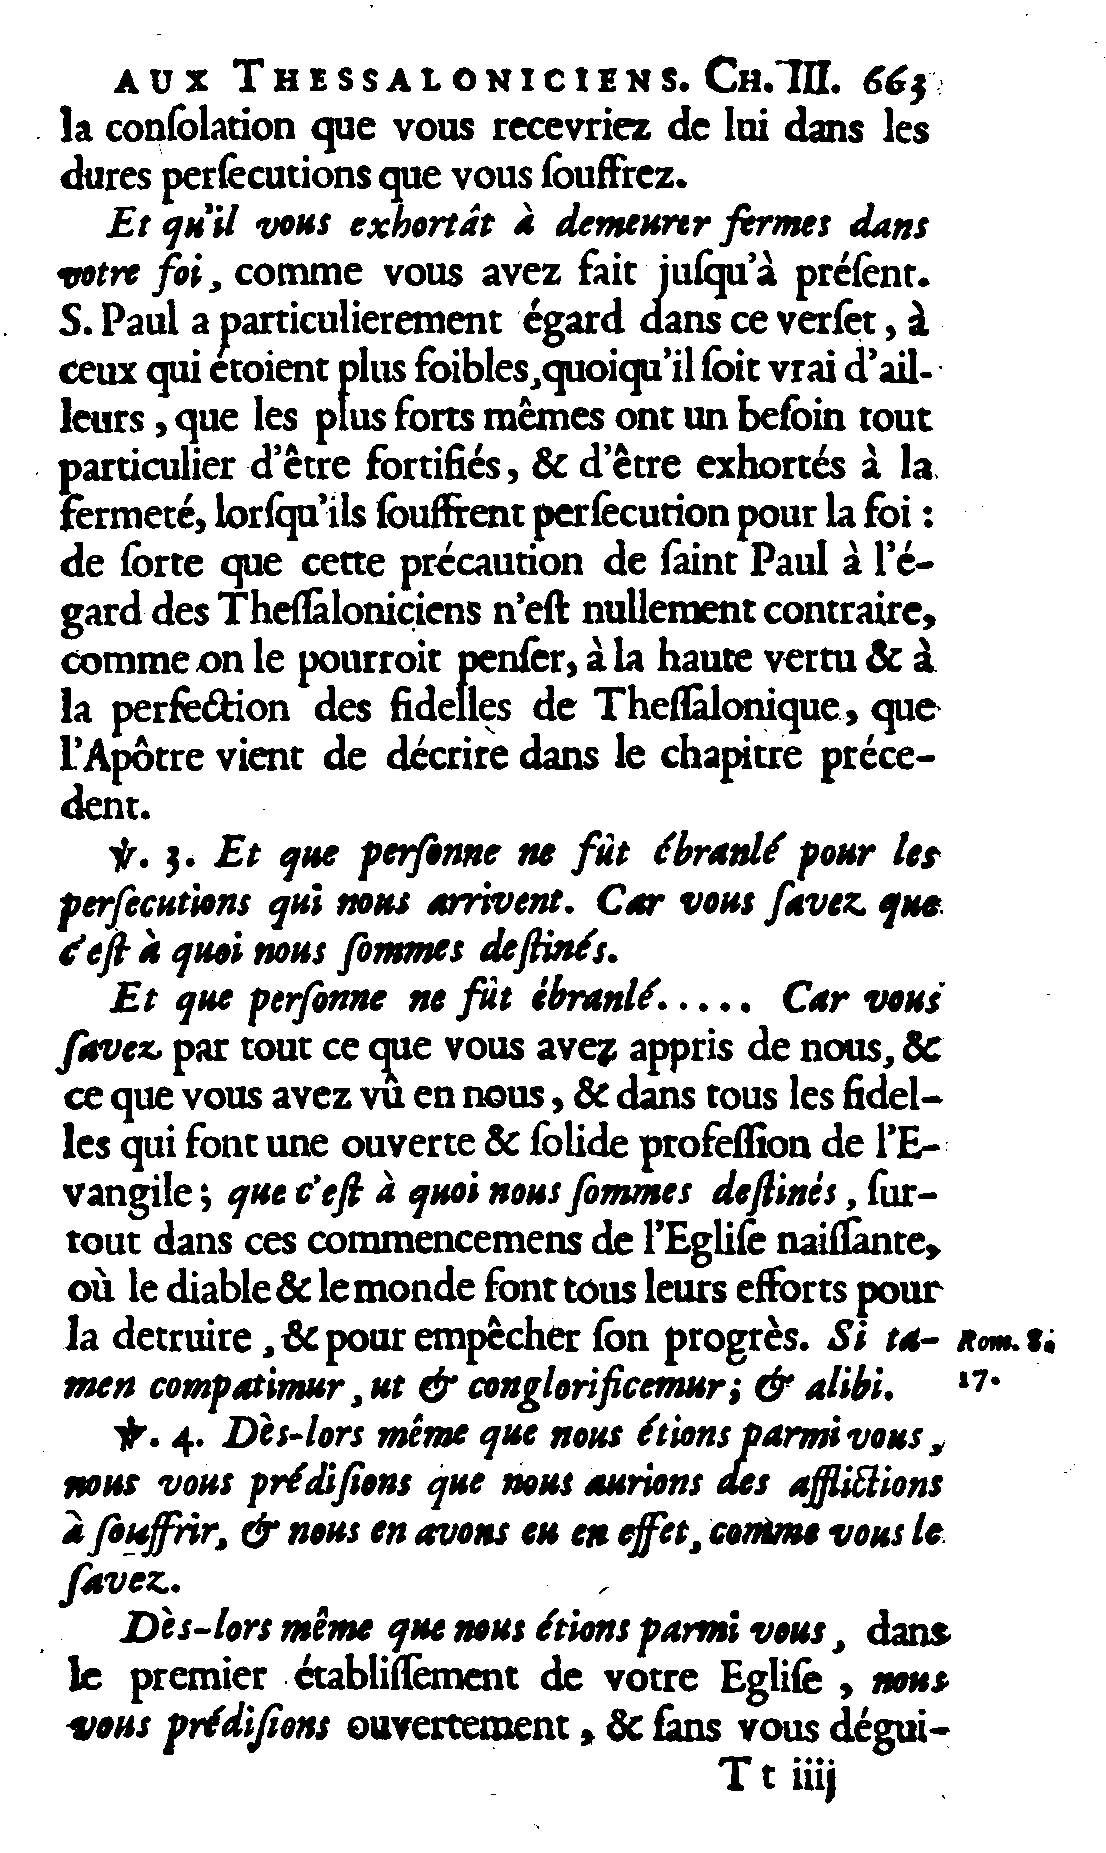 AUX THESSALONICIENS. CH. III. 663
la conſolation que vous recevriez de lui dans les
dures perſecutions que vous ſouffrez.
Et qu'il vous exhortât à demeurer fermes dans
votre foi, comme vous avez fait juſqu'à préſent.
S. Paul a particulierement égard dans ce verſet, à
ceux qui étoient plus foibles, quoiqu'il ſoit vrai d'ail-
leurs, que les plus forts mêmes ont un beſoin tout
particulier d'être fortifiés, & d'être exhortés à la
fermeté, lorſqu'ils ſouffrent perſecution pour la foi :
de ſorte que cette précaution de ſaint Paul à l'é-
gard des Theſſaloniciens n'eſt nullement contraire,
comme on le pourroit penſer, à la haute vertu & à
la perfection des fidelles de Theſſalonique, que
l'Apôtre vient de décrire dans le chapitre préce-
dent.
℣. 3. Et que perſonne ne fût ébranlé pour les
perſecutions qui nous arrivent. Car vous ſavez que
c'eſt à quoi nous ſommes deſtinés.
Et que perſonne ne fût ébranlé..... Car vous
ſavez par tout ce que vous avez appris de nous, &
ce que vous avez vû en nous, & dans tous les fidel-
les qui font une ouverte & ſolide profeſſion de l'E-
vangile ; que c'eſt à quoi nous ſommes deſtinés, ſur-
tout dans ces commencemens de l'Egliſe naiſſante,
où le diable & le monde font tous leurs efforts pour
la detruire, & pour empêcher ſon progrès. Si ta- Rom. 8.
men compatimur, ut & conglorificemur ; & alibi. 17.
℣. 4. Dès-lors même que nous étions parmi vous,
nous vous prédiſions que nous aurions des afflictions
à ſouffrir, & nous en avons eu en effet, comme vous le
ſavez.
Dès-lors même que nous étions parmi vous, dans
le premier établiſſement de votre Egliſe, nous
vous prédiſions ouvertement, & ſans vous dégui-
T t iiij